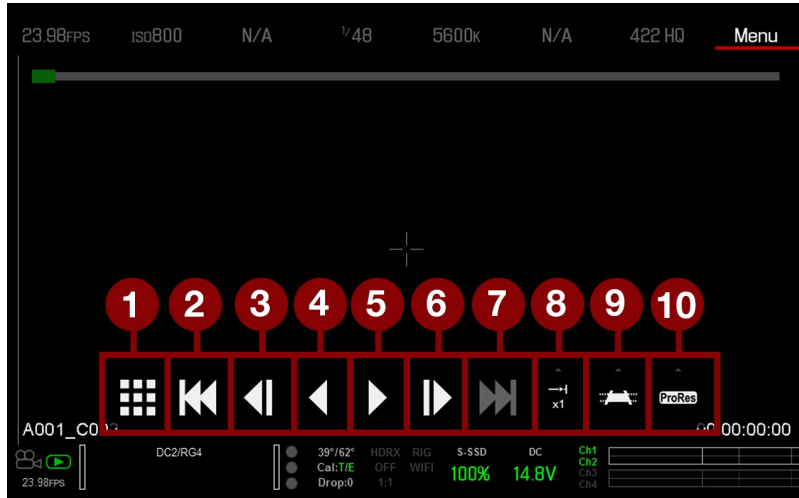 23.98FPS ISO800 N/A 1/48 5600K N/A 422 HQ Menu
1 2 3 4 5 6 7 8 9 10
x1 ProRes
A001_C00 00:00:00
DC2/RG4 39°/62° HDRX RIG S-SSD DC Ch1
Cal:T/E OFF WIFI 100% 14.8V Ch2
23.98FPS Drop:0 1:1 Ch3
Ch4